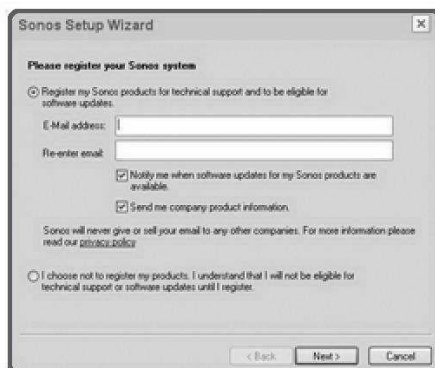 Sonos Setup Wizard
Please register your Sonos system
Register my Sonos products for technical support and to be eligible for
software updates.
E-Mail address:
Re-enter email:
Notify me when software updates for my Sonos products are
available.
Send me company product information.
Sonos will never give or sell your email to any other companies. For more information please
read our privacy policy
I choose not to register my products. I understand that I will not be eligible for
technical support or software updates until I register.
< Back
Next >
Cancel